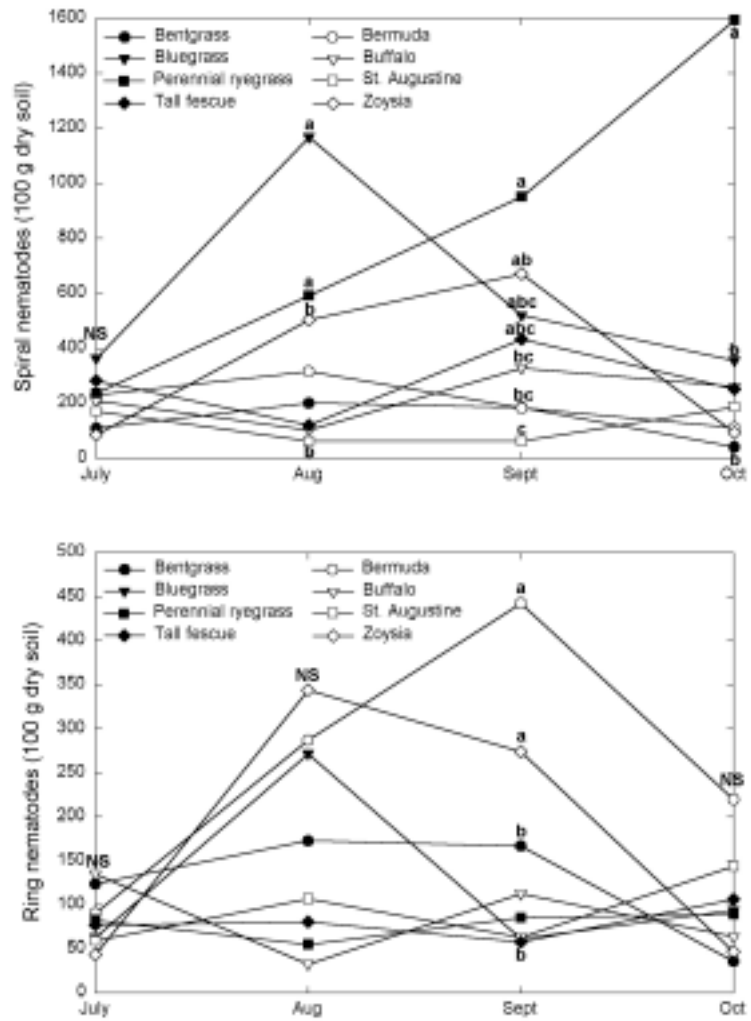 1600
1400
1200
1000
800
600
400
200
0
Spiral nematodes (100 g dry soil)
Bentgrass
Bluegrass
Perennial ryegrass
Tall fescue
Bermuda
Buffalo
St. Augustine
Zoysia
NS
a
a
b
b
a
ab
abc
abc
bc
bc
c
a
b
b
July
Aug
Sept
Oct
500
450
400
350
300
250
200
150
100
50
0
Ring nematodes (100 g dry soil)
Bentgrass
Bluegrass
Perennial ryegrass
Tall fescue
Bermuda
Buffalo
St. Augustine
Zoysia
NS
NS
a
a
b
b
NS
July
Aug
Sept
Oct